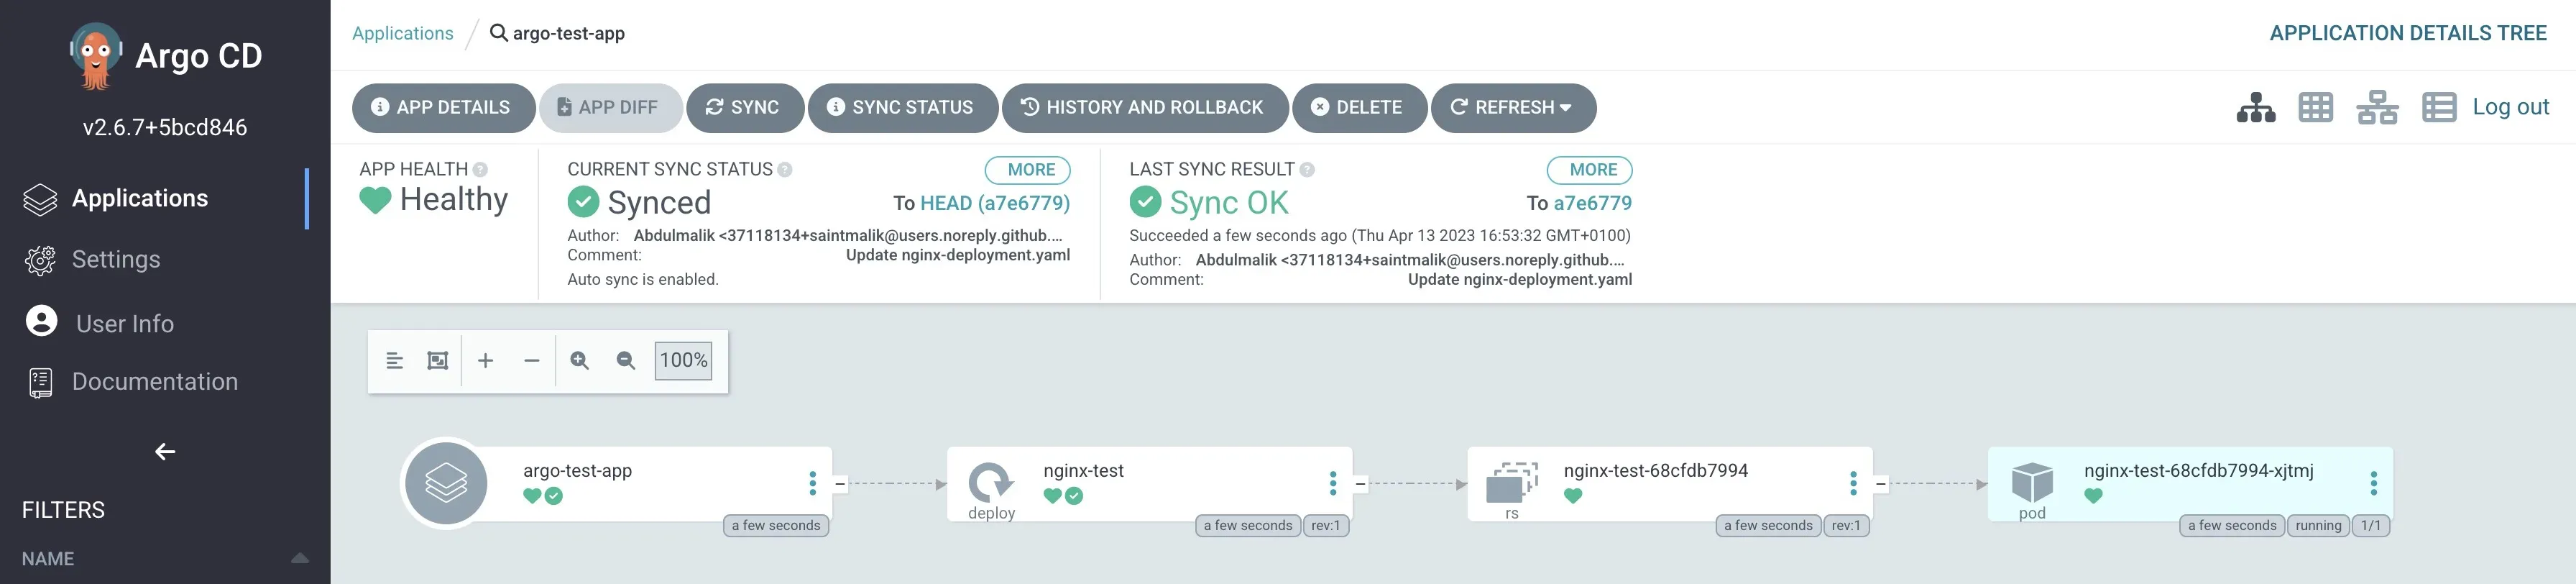 Argo CD
v2.6.7+5bcd846
Applications
Settings
User Info
Documentation
FILTERS
NAME
Applications / argo-test-app
APPLICATION DETAILS TREE
APP DETAILS
APP DIFF
SYNC
SYNC STATUS
HISTORY AND ROLLBACK
DELETE
REFRESH
Log out
APP HEALTH
Healthy
CURRENT SYNC STATUS
MORE
Synced
To HEAD (a7e6779)
Author: Abdulmalik <37118134+saintmalik@users.noreply.github....
Comment: Update nginx-deployment.yaml
Auto sync is enabled.
LAST SYNC RESULT
MORE
Sync OK
To a7e6779
Succeeded a few seconds ago (Thu Apr 13 2023 16:53:32 GMT+0100)
Author: Abdulmalik <37118134+saintmalik@users.noreply.github....
Comment: Update nginx-deployment.yaml
100%
argo-test-app
a few seconds
nginx-test
deploy
a few seconds
rev:1
nginx-test-68cfdb7994
rs
a few seconds
rev:1
nginx-test-68cfdb7994-xjtmj
pod
a few seconds
running
1/1